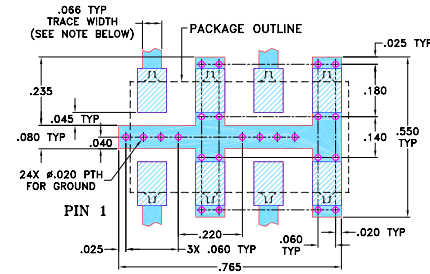 .066 TYP
TRACE WIDTH
(SEE NOTE BELOW)
PACKAGE OUTLINE
.025 TYP
.235
.180
.045 TYP
.080 TYP
.040
.140
.550
TYP
24X ø.020 PTH
FOR GROUND
PIN 1
.220
.025
3X .060 TYP
.060
TYP
.020 TYP
.765